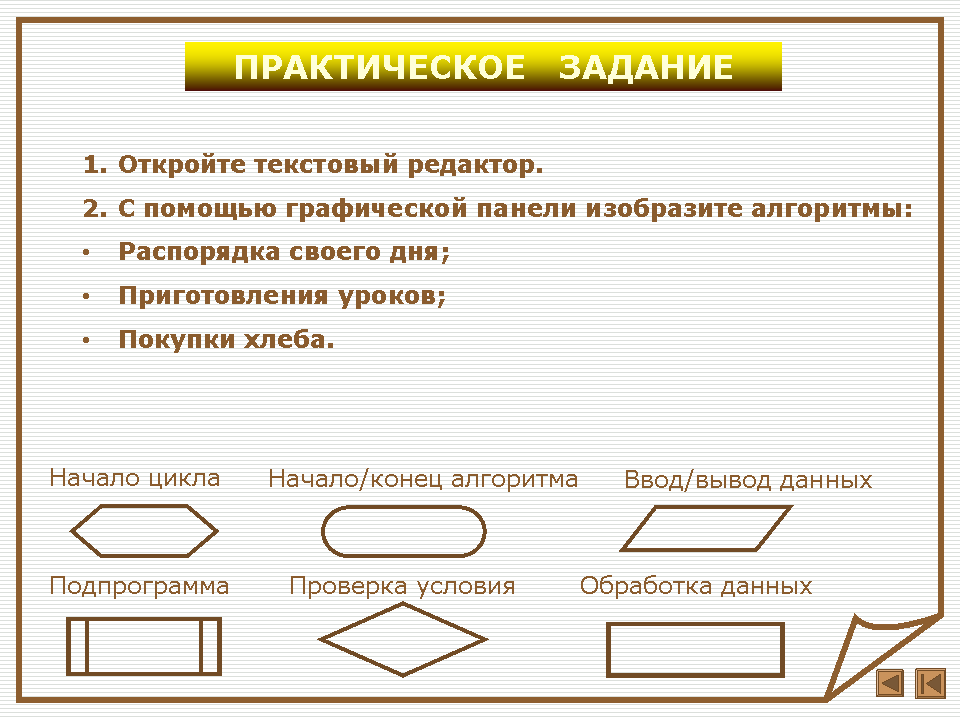 ПРАКТИЧЕСКОЕ ЗАДАНИЕ
1. Откройте текстовый редактор.
2. С помощью графической панели изобразите алгоритмы:
• Распорядка своего дня;
• Приготовления уроков;
• Покупки хлеба.
Начало цикла Начало/конец алгоритма Ввод/вывод данных
Подпрограмма Проверка условия Обработка данных